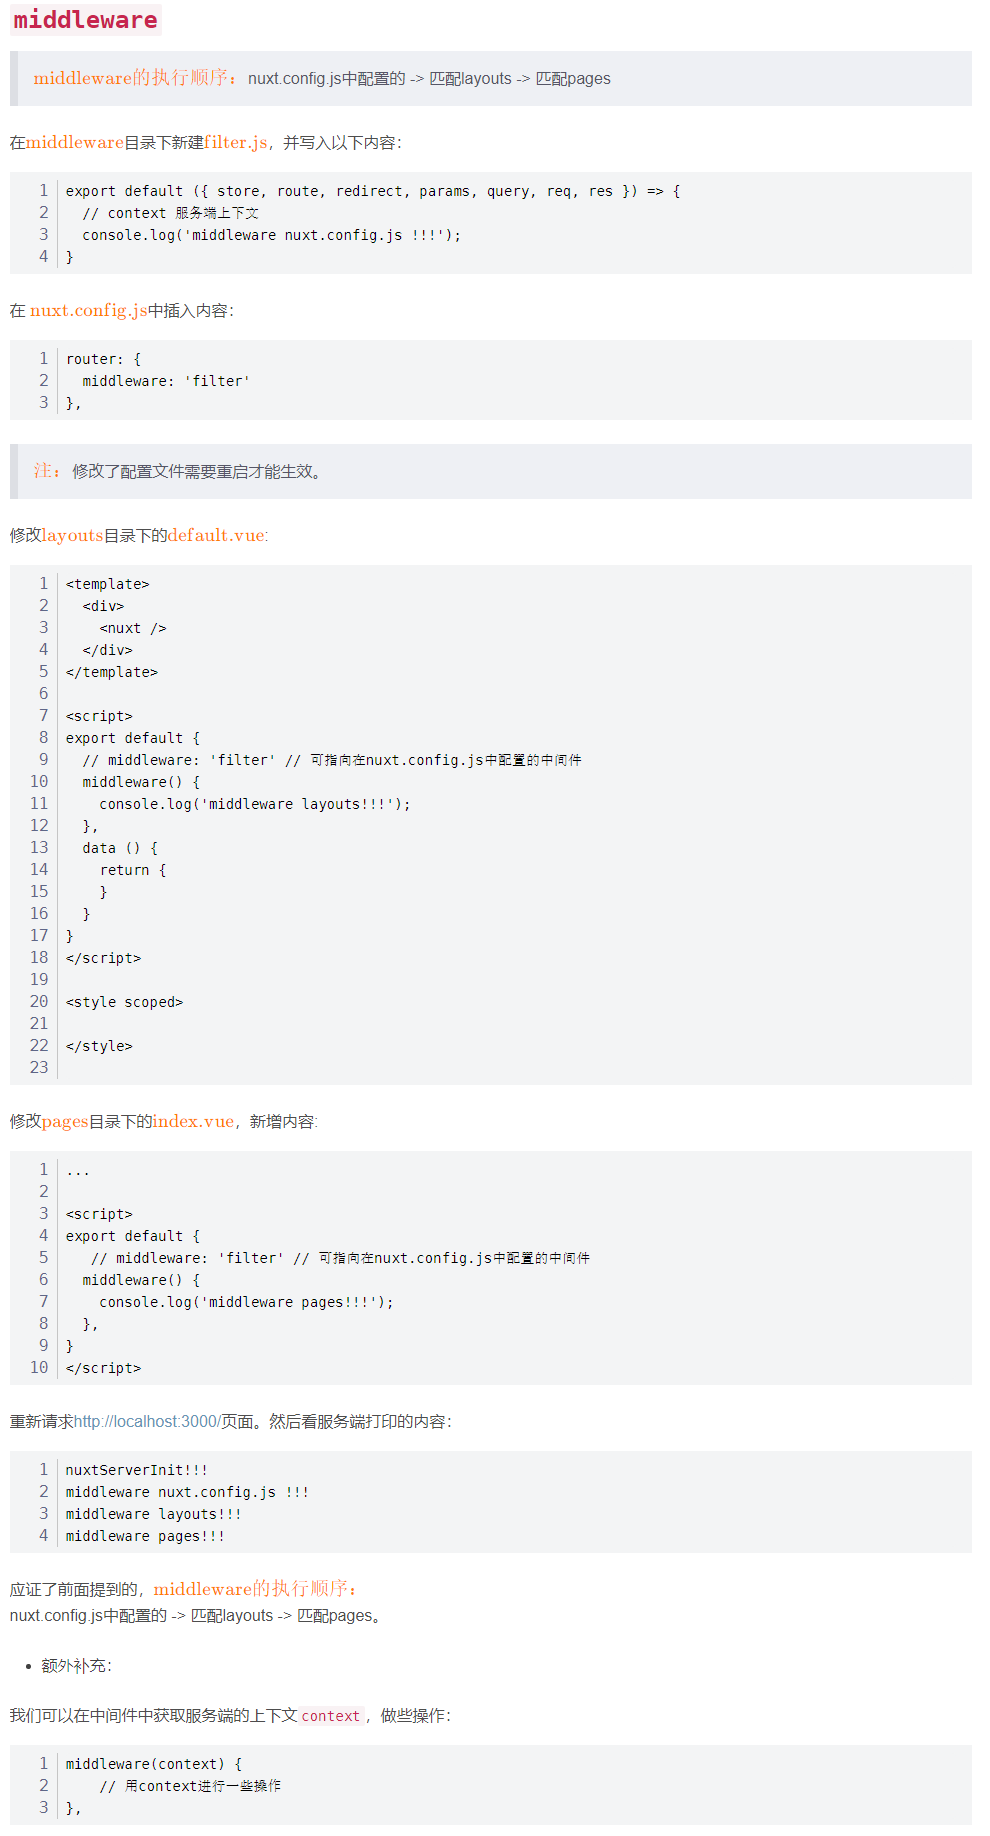 middleware
middleware的执行顺序：nuxt.config.js中配置的 -> 匹配layouts -> 匹配pages
在middleware目录下新建filter.js，并写入以下内容：
1 export default ({ store, route, redirect, params, query, req, res }) => {
2   // context 服务端上下文
3   console.log('middleware nuxt.config.js !!!');
4 }
在 nuxt.config.js中插入内容：
1 router: {
2   middleware: 'filter'
3 },
注：修改了配置文件需要重启才能生效。
修改layouts目录下的default.vue:
1 <template>
2   <div>
3     <nuxt />
4   </div>
5 </template>
6
7 <script>
8 export default {
9   // middleware: 'filter' // 可指向在nuxt.config.js中配置的中间件
10   middleware() {
11     console.log('middleware layouts!!!');
12   },
13   data () {
14     return {
15     }
16   }
17 }
18 </script>
19
20 <style scoped>
21
22 </style>
23
修改pages目录下的index.vue，新增内容:
1 ...
2
3 <script>
4 export default {
5    // middleware: 'filter' // 可指向在nuxt.config.js中配置的中间件
6   middleware() {
7     console.log('middleware pages!!!');
8   },
9 }
10 </script>
重新请求http://localhost:3000/页面。然后看服务端打印的内容：
1 nuxtServerInit!!!
2 middleware nuxt.config.js !!!
3 middleware layouts!!!
4 middleware pages!!!
应证了前面提到的，middleware的执行顺序：
nuxt.config.js中配置的 -> 匹配layouts -> 匹配pages。
• 额外补充：
我们可以在中间件中获取服务端的上下文context，做些操作：
1 middleware(context) {
2     // 用context进行一些操作
3 },